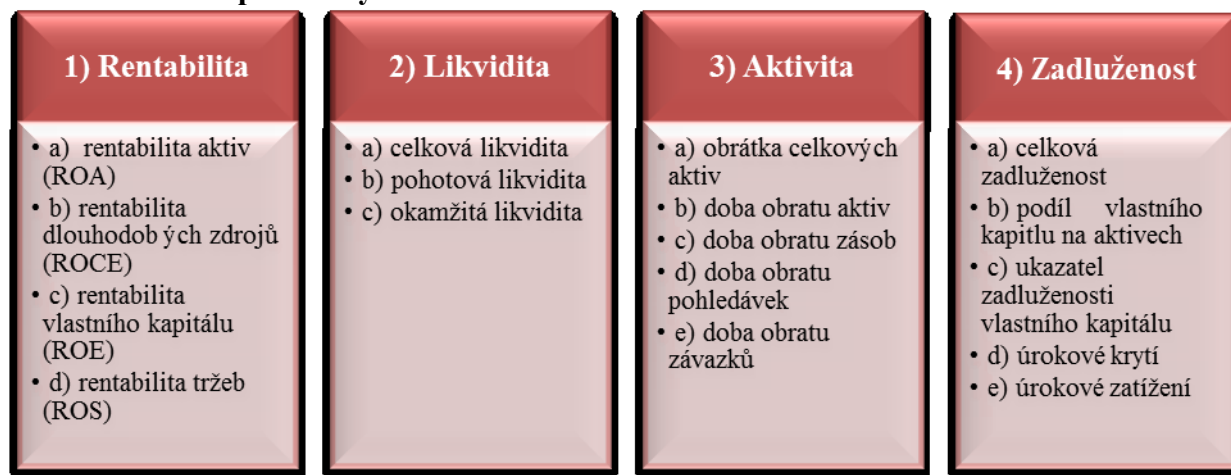 1) Rentabilita
• a) rentabilita aktiv
(ROA)
• b) rentabilita
dlouhodobých zdrojů
(ROCE)
• c) rentabilita
vlastního kapitálu
(ROE)
• d) rentabilita tržeb
(ROS)
2) Likvidita
• a) celková likvidita
• b) pohotová likvidita
• c) okamžitá likvidita
3) Aktivita
• a) obrátka celkových
aktiv
• b) doba obratu aktiv
• c) doba obratu zásob
• d) doba obratu
pohledávek
• e) doba obratu
závazků
4) Zadluženost
• a) celková
zadluženost
• b) podíl vlastního
kapitlu na aktivech
• c) ukazatel
zadluženosti
vlastního kapitálu
• d) úrokové krytí
• e) úrokové zatížení